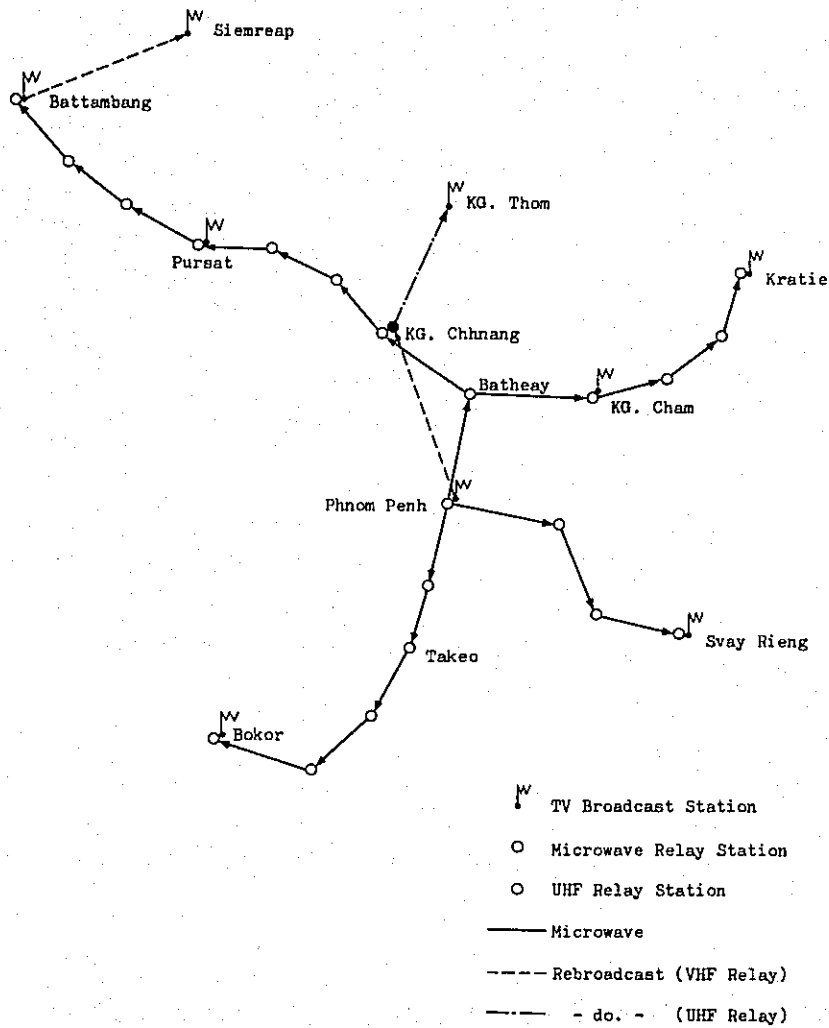 Siemreap
Battambang
KG. Thom
Pursat
Kratie
KG. Chhnang
Batheay
KG. Cham
Phnom Penh
Takeo
Svay Rieng
Bokor
TV Broadcast Station
Microwave Relay Station
UHF Relay Station
Microwave
Rebroadcast (VHF Relay)
- do. - (UHF Relay)